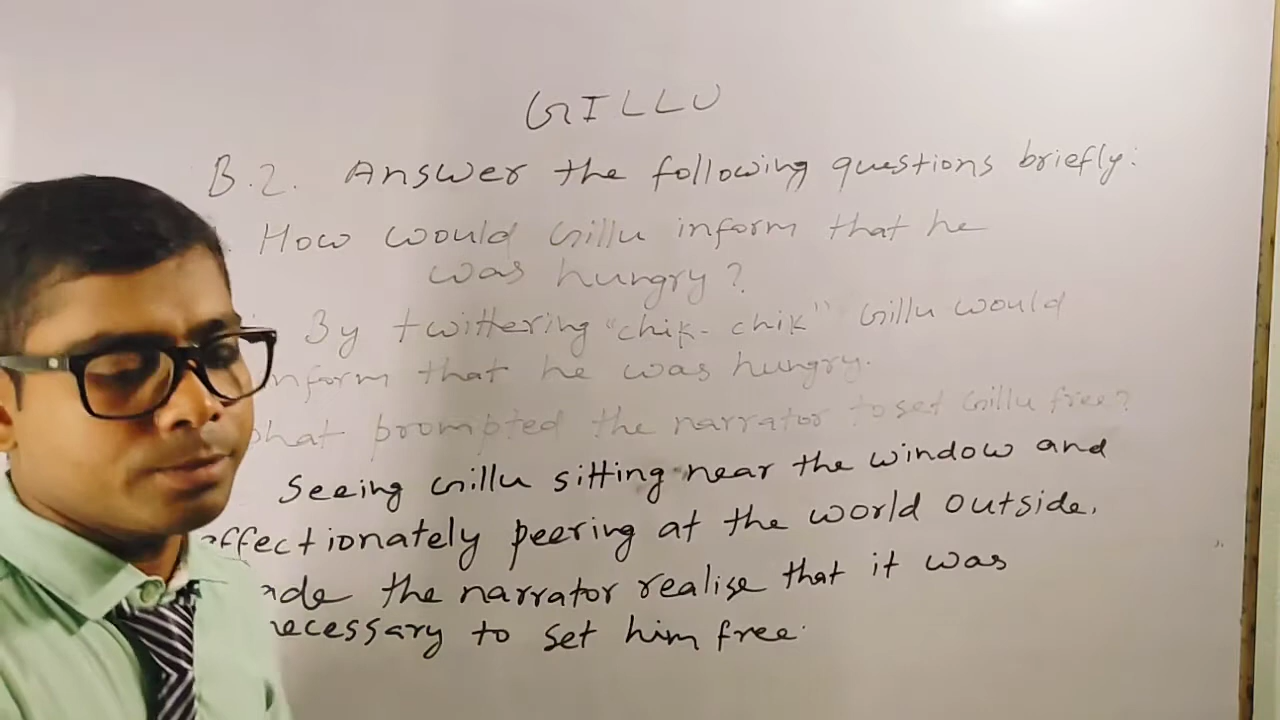 GILLU
B.2. Answer the following questions briefly:
How would Gillu inform that he
was hungry?
By twittering "chik-chik" Gillu would
nform that he was hungry.
hat prompted the narrator to set Gillu free?
Seeing Gillu sitting near the window and
affectionately peering at the world outside,
ade the narrator realise that it was
ecessary to set him free.